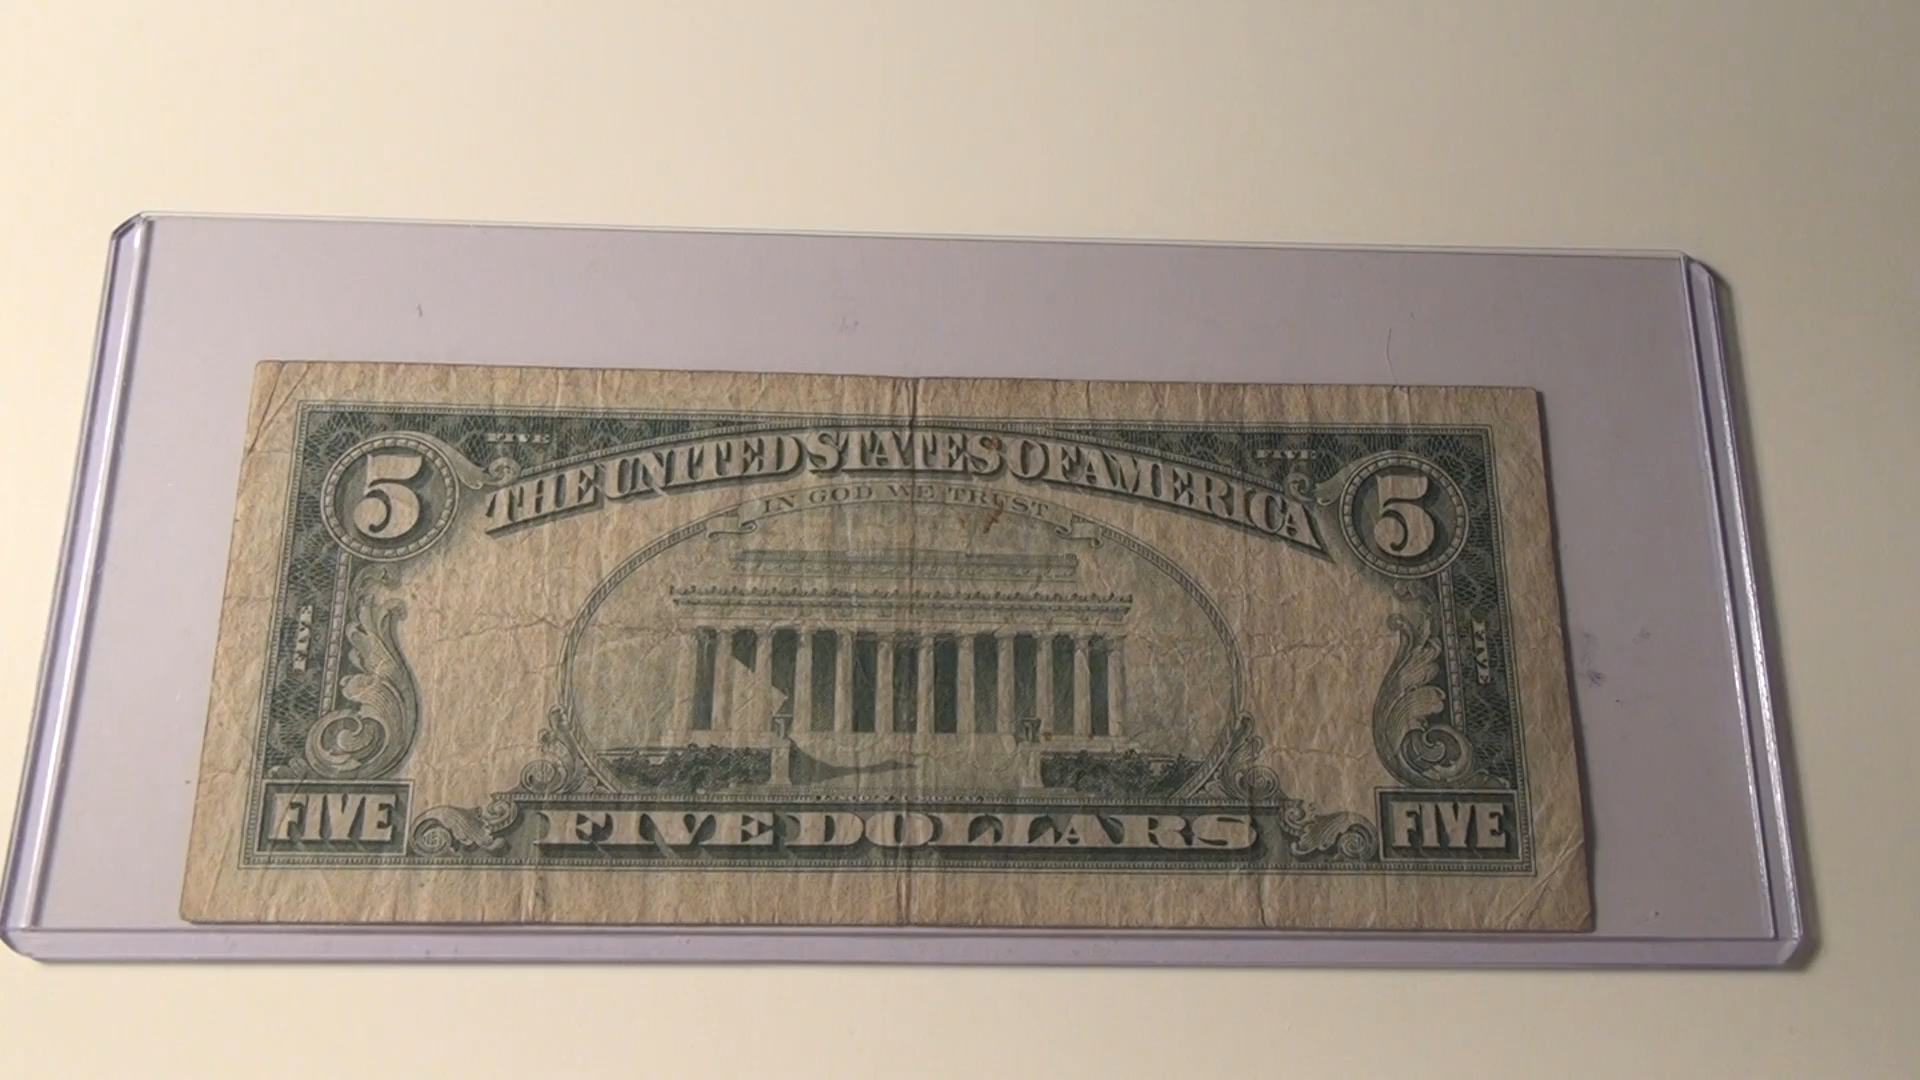 FIVE FIVE
5 THE UNITED STATES OF AMERICA 5
IN GOD WE TRUST
FIVE FIVE
FIVE FIVE DOLLARS FIVE